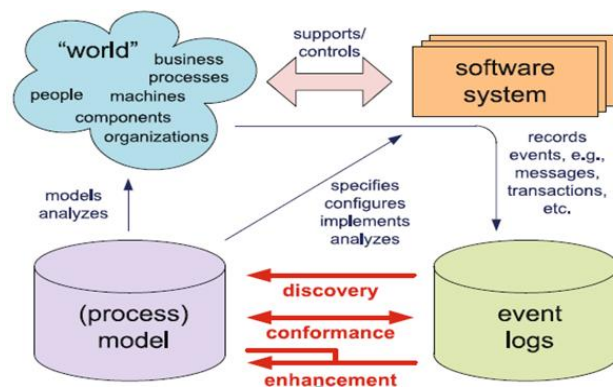 "world"
business
processes
people
machines
components
organizations
supports/
controls
software
system
models
analyzes
specifies
configures
implements
analyzes
records
events, e.g.,
messages,
transactions,
etc.
(process)
model
discovery
conformance
enhancement
event
logs